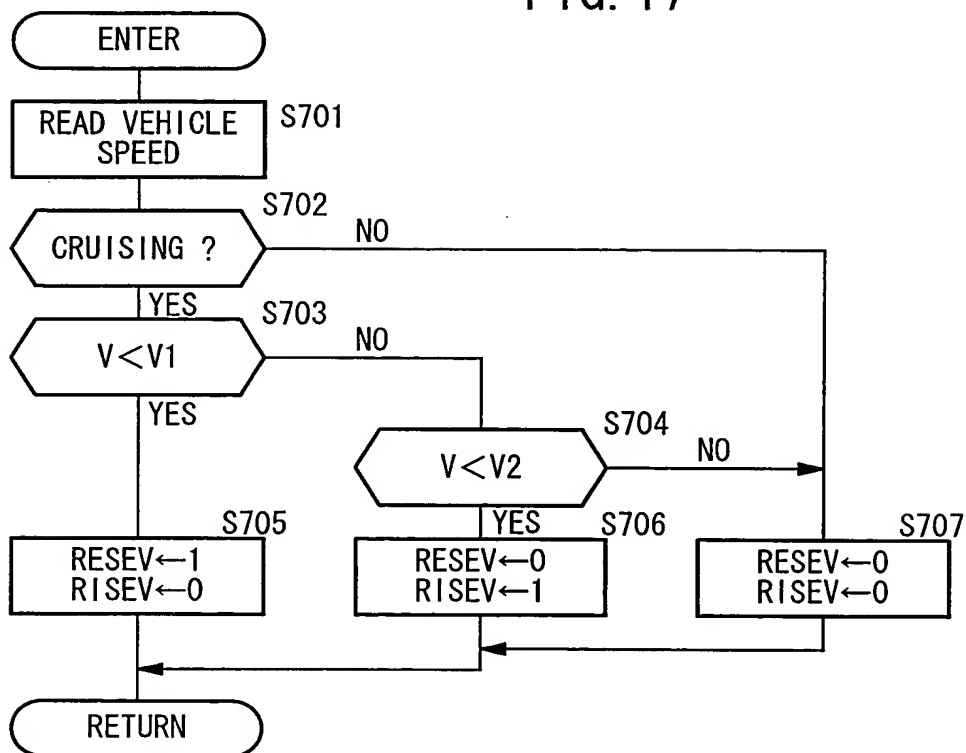 FIG. 17
ENTER
READ VEHICLE
SPEED
S701
CRUISING ?
S702
NO
YES
V<V1
S703
NO
YES
V<V2
S704
NO
YES
S705
RESEV←1
RISEV←0
S706
RESEV←0
RISEV←1
S707
RESEV←0
RISEV←0
RETURN